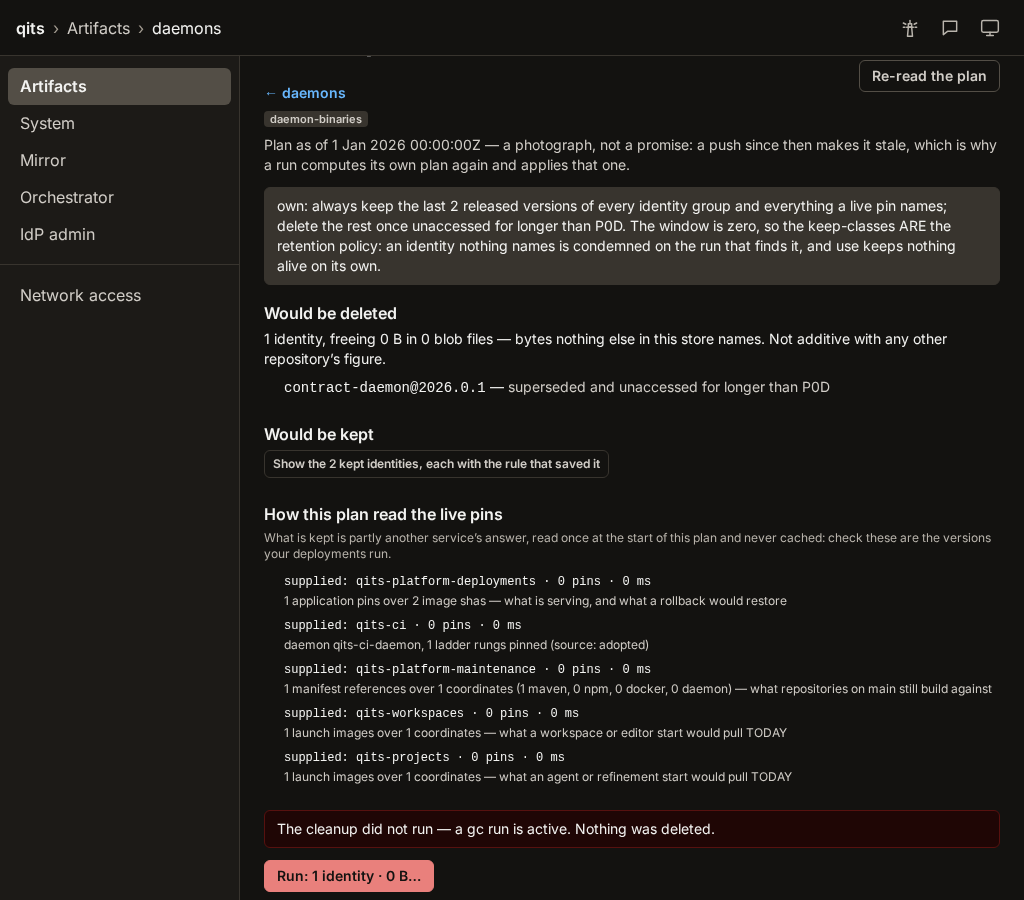 qits › Artifacts › daemons
Artifacts
System
Mirror
Orchestrator
IdP admin
Network access
Re-read the plan
← daemons
daemon-binaries
Plan as of 1 Jan 2026 00:00:00Z — a photograph, not a promise: a push since then makes it stale, which is why
a run computes its own plan again and applies that one.
own: always keep the last 2 released versions of every identity group and everything a live pin names;
delete the rest once unaccessed for longer than P0D. The window is zero, so the keep-classes ARE the
retention policy: an identity nothing names is condemned on the run that finds it, and use keeps nothing
alive on its own.
Would be deleted
1 identity, freeing 0 B in 0 blob files — bytes nothing else in this store names. Not additive with any other
repository’s figure.
contract-daemon@2026.0.1 — superseded and unaccessed for longer than P0D
Would be kept
Show the 2 kept identities, each with the rule that saved it
How this plan read the live pins
What is kept is partly another service’s answer, read once at the start of this plan and never cached: check these are the versions
your deployments run.
supplied: qits-platform-deployments · 0 pins · 0 ms
1 application pins over 2 image shas — what is serving, and what a rollback would restore
supplied: qits-ci · 0 pins · 0 ms
daemon qits-ci-daemon, 1 ladder rungs pinned (source: adopted)
supplied: qits-platform-maintenance · 0 pins · 0 ms
1 manifest references over 1 coordinates (1 maven, 0 npm, 0 docker, 0 daemon) — what repositories on main still build against
supplied: qits-workspaces · 0 pins · 0 ms
1 launch images over 1 coordinates — what a workspace or editor start would pull TODAY
supplied: qits-projects · 0 pins · 0 ms
1 launch images over 1 coordinates — what an agent or refinement start would pull TODAY
The cleanup did not run — a gc run is active. Nothing was deleted.
Run: 1 identity · 0 B…